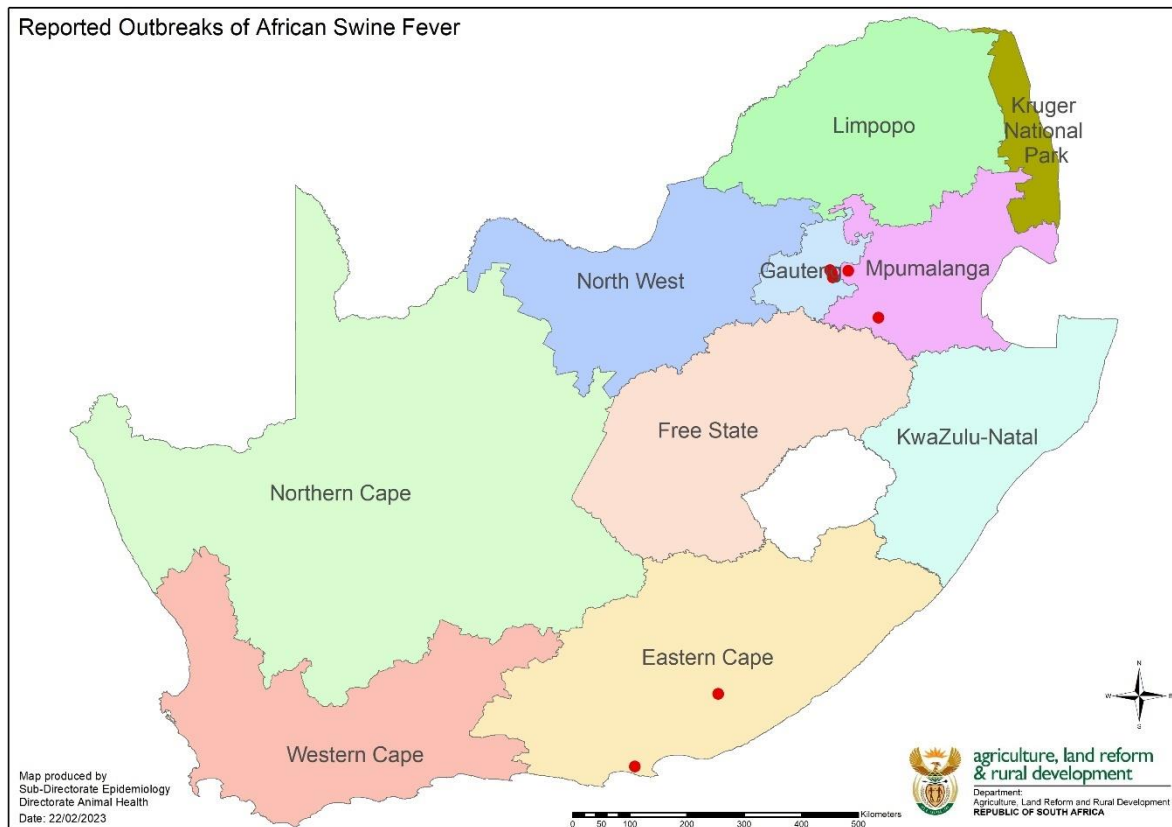 Reported Outbreaks of African Swine Fever
Limpopo
Kruger
National
Park
North West
Gauteng
Mpumalanga
Free State
KwaZulu-Natal
Northern Cape
Eastern Cape
Western Cape
N
W
E
S
Map produced by
Sub-Directorate Epidemiology
Directorate Animal Health
Date: 22/02/2023
Kilometers
0 50 100 200 300 400 500
agriculture, land reform
& rural development
Department:
Agriculture, Land Reform and Rural Development
REPUBLIC OF SOUTH AFRICA